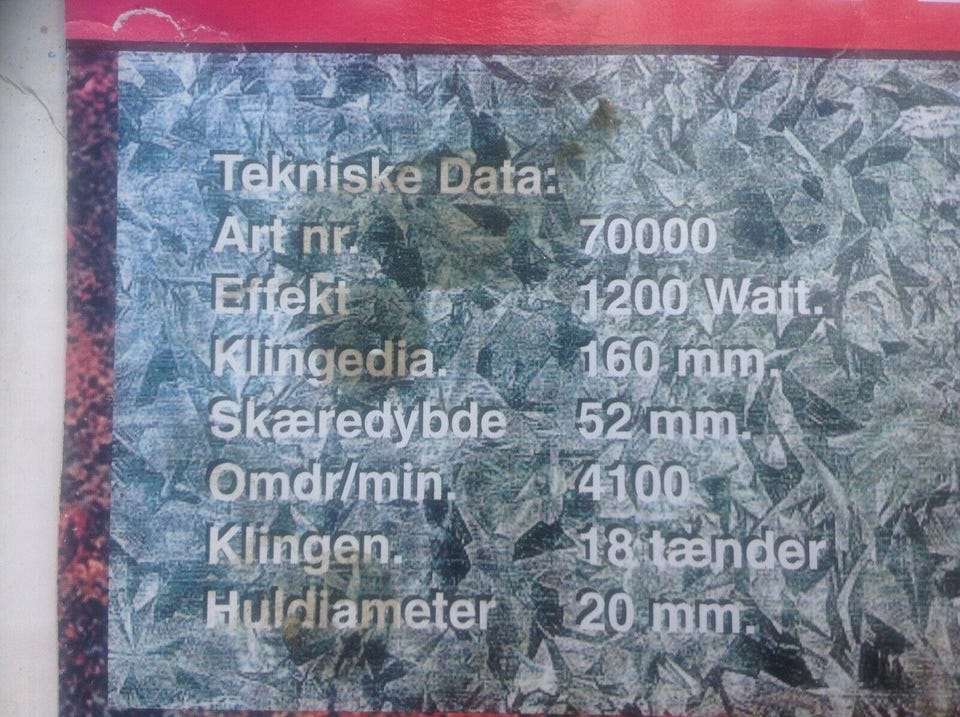 Tekniske Data:
Art nr. 70000
Effekt 1200 Watt.
Klingedia. 160 mm.
Skæredybde 52 mm.
Omdr/min. 4100
Klingen. 18 tænder
Huldiameter 20 mm.